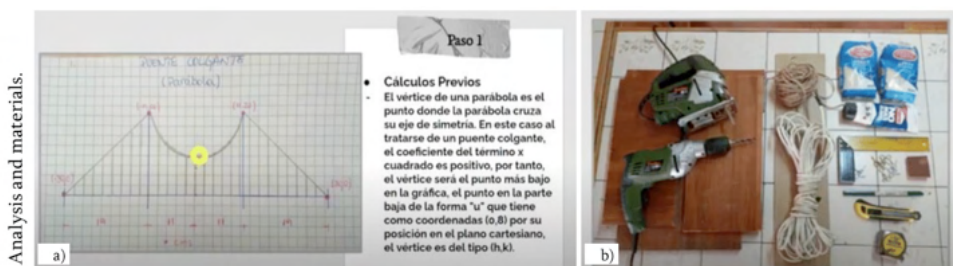 Analysis and materials.
PUENTE COLGANTE
(Parábola)
a)
Paso 1
Cálculos Previos
- El vértice de una parábola es el
punto donde la parábola cruza
su eje de simetría. En este caso al
tratarse de un puente colgante,
el coeficiente del término x
cuadrado es positivo, por tanto,
el vértice será el punto más bajo
en la gráfica, el punto en la parte
baja de la forma "u" que tiene
como coordenadas (0,8) por su
posición en el plano cartesiano,
el vértice es del tipo (h,k).
b)